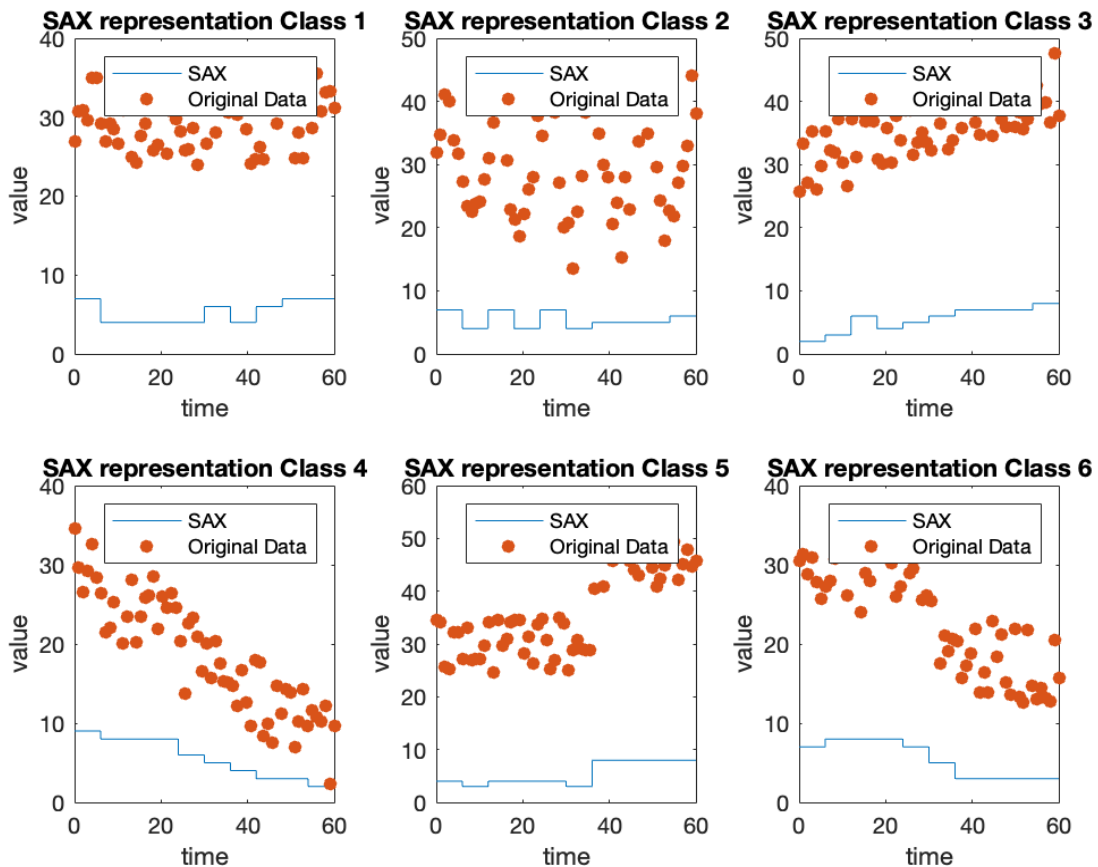 SAX representation Class 1
SAX representation Class 2
SAX representation Class 3
40
30
20
10
0
value
SAX
Original Data
0
20
40
60
time
50
40
30
20
10
0
value
SAX
Original Data
0
20
40
60
time
50
40
30
20
10
0
value
SAX
Original Data
0
20
40
60
time
SAX representation Class 4
SAX representation Class 5
SAX representation Class 6
40
30
20
10
0
value
SAX
Original Data
0
20
40
60
time
60
50
40
30
20
10
0
value
SAX
Original Data
0
20
40
60
time
40
30
20
10
0
value
SAX
Original Data
0
20
40
60
time